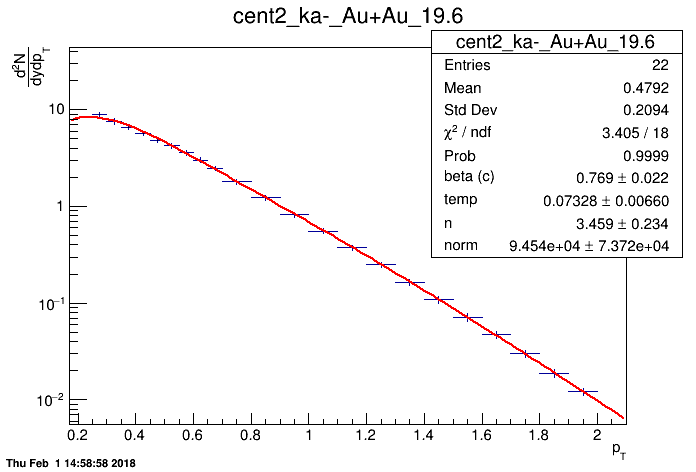 cent2_ka-_Au+Au_19.6
cent2_ka-_Au+Au_19.6
Entries 22
Mean 0.4792
Std Dev 0.2094
χ² / ndf 3.405 / 18
Prob 0.9999
beta (c) 0.769 ± 0.022
temp 0.07328 ± 0.00660
n 3.459 ± 0.234
norm 9.454e+04 ± 7.372e+04
d²N
dydp_T
10
1
10⁻¹
10⁻²
0.2 0.4 0.6 0.8 1 1.2 1.4 1.6 1.8 2
p_T
Thu Feb 1 14:58:58 2018